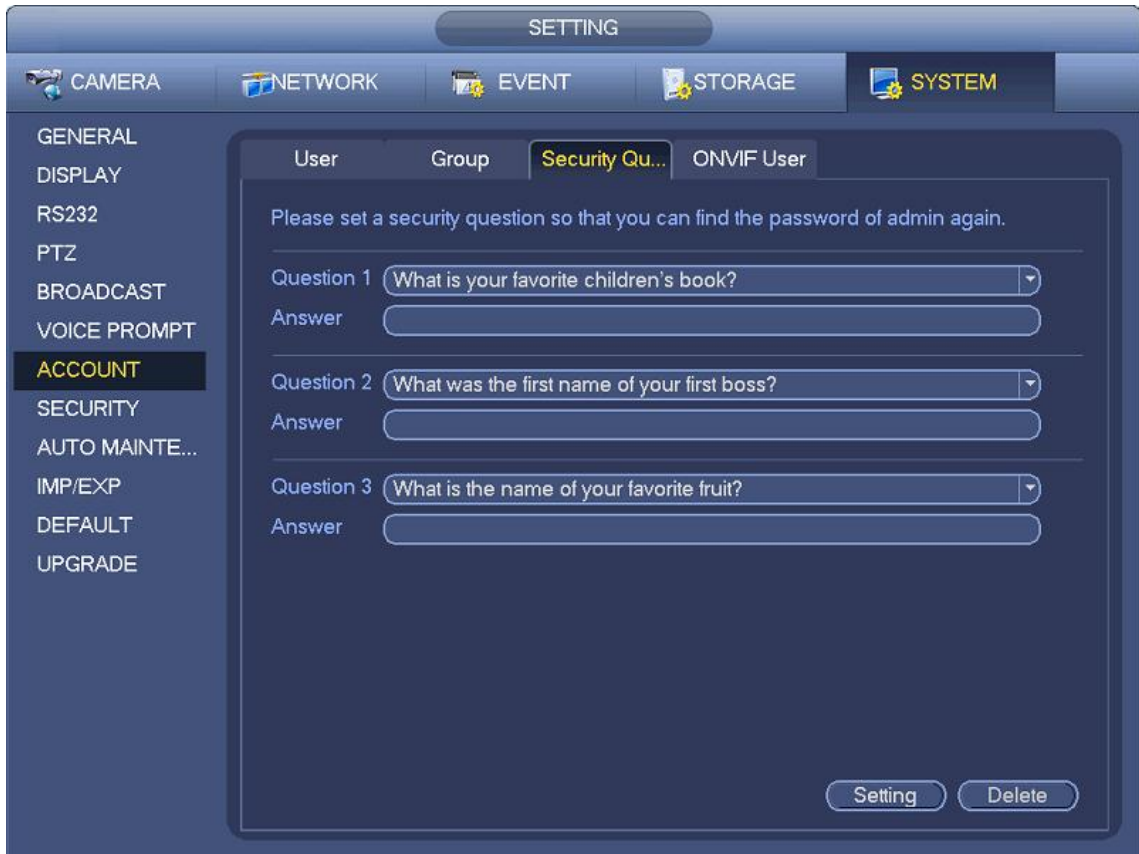 SETTING
CAMERA NETWORK EVENT STORAGE SYSTEM
GENERAL
DISPLAY
RS232
PTZ
BROADCAST
VOICE PROMPT
ACCOUNT
SECURITY
AUTO MAINTE...
IMP/EXP
DEFAULT
UPGRADE
User Group Security Qu... ONVIF User
Please set a security question so that you can find the password of admin again.
Question 1 What is your favorite children's book?
Answer
Question 2 What was the first name of your first boss?
Answer
Question 3 What is the name of your favorite fruit?
Answer
Setting Delete